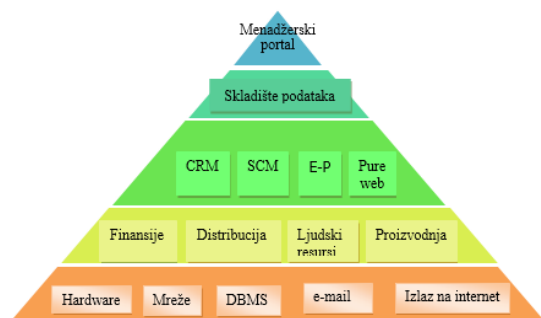 Menadžerski
portal
Skladište podataka
CRM SCM E-P Pure
web
Finansije Distribucija Ljudski
resursi Proizvodnja
Hardware Mreže DBMS e-mail Izlaz na internet